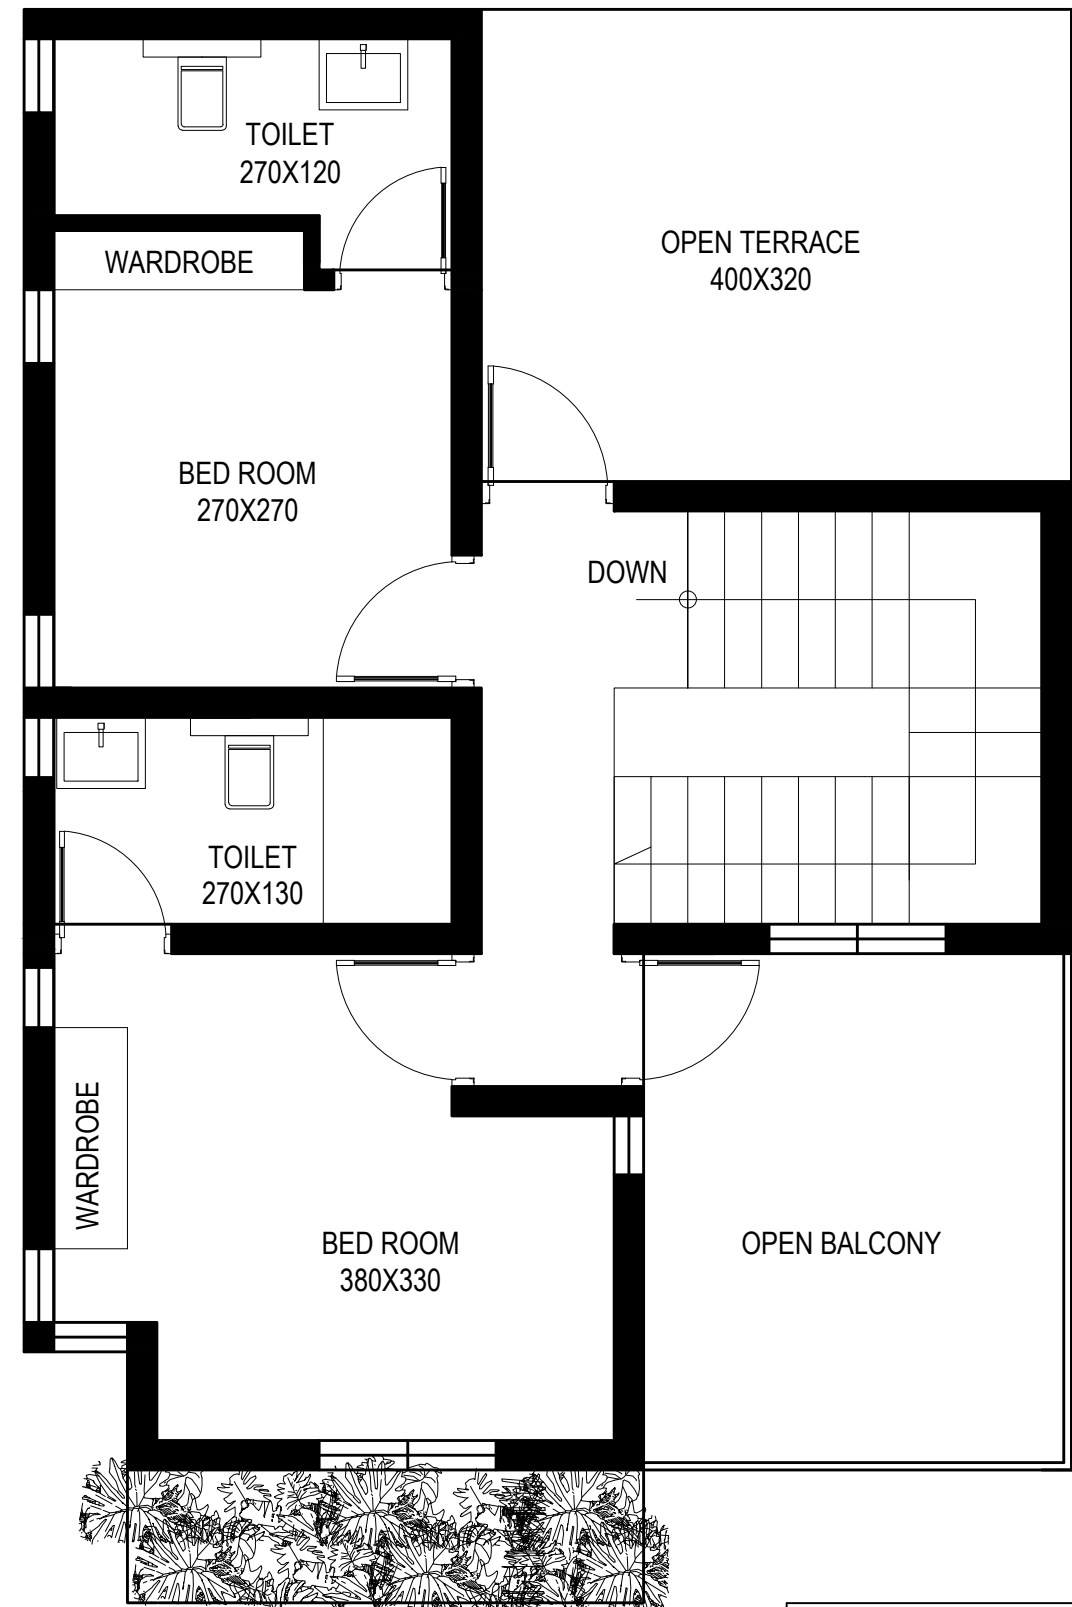 TOILET
270X120
WARDROBE
OPEN TERRACE
400X320
BED ROOM
270X270
DOWN
TOILET
270X130
WARDROBE
BED ROOM
380X330
OPEN BALCONY